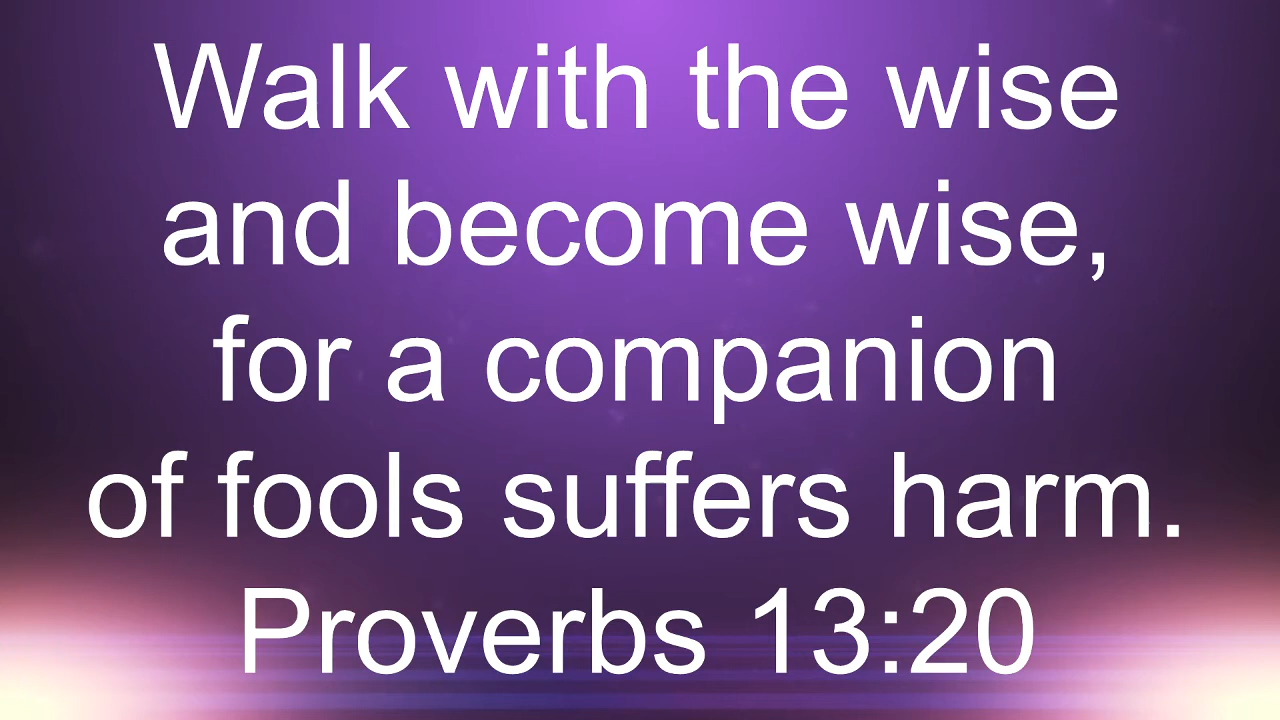 Walk with the wise
and become wise,
for a companion
of fools suffers harm.
Proverbs 13:20